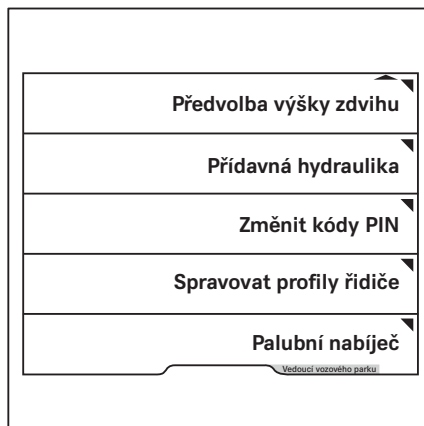 Předvolba výšky zdvihu
Přídavná hydraulika
Změnit kódy PIN
Spravovat profily řidiče
Palubní nabíječ
Vedoucí vozového parku